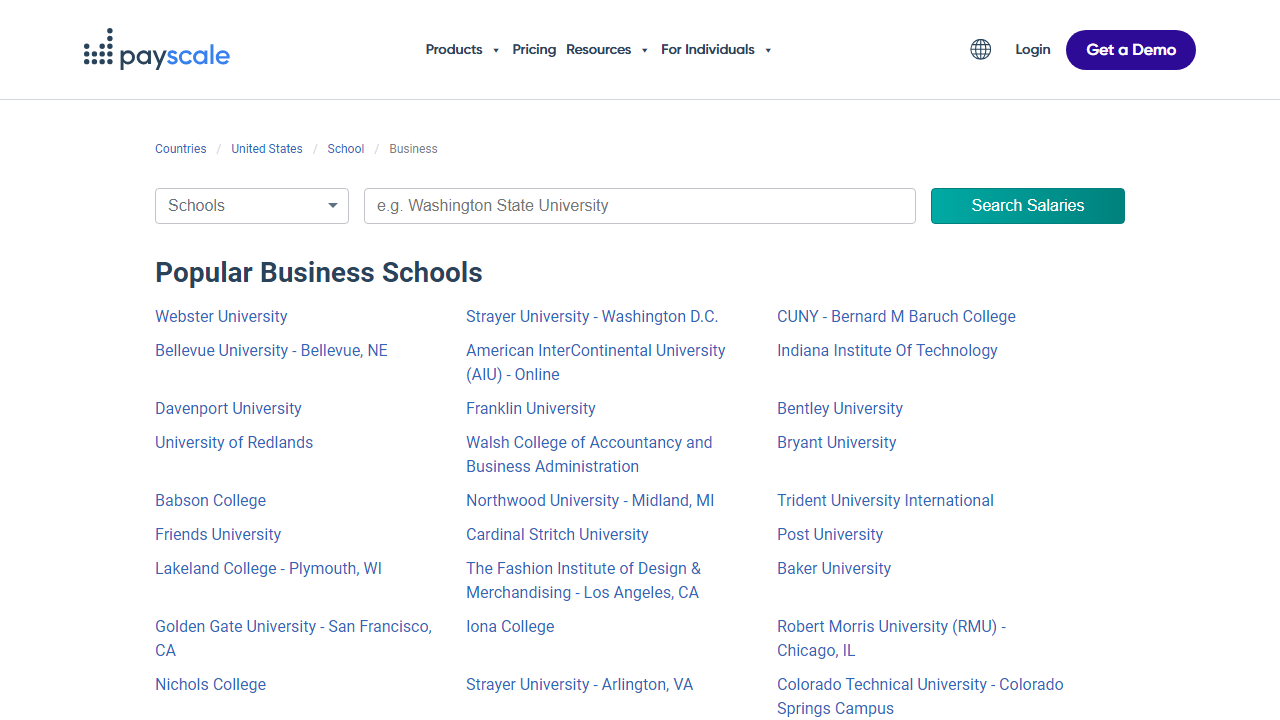 payscale
Products
Pricing
Resources
For Individuals
Login
Get a Demo
Countries / United States / School / Business
Schools
e.g. Washington State University
Search Salaries
Popular Business Schools
Webster University
Strayer University - Washington D.C.
CUNY - Bernard M Baruch College
Bellevue University - Bellevue, NE
American InterContinental University
(AIU) - Online
Indiana Institute Of Technology
Davenport University
Franklin University
Bentley University
University of Redlands
Walsh College of Accountancy and
Business Administration
Bryant University
Babson College
Northwood University - Midland, MI
Trident University International
Friends University
Cardinal Stritch University
Post University
Lakeland College - Plymouth, WI
The Fashion Institute of Design &
Merchandising - Los Angeles, CA
Baker University
Golden Gate University - San Francisco,
CA
Iona College
Robert Morris University (RMU) -
Chicago, IL
Nichols College
Strayer University - Arlington, VA
Colorado Technical University - Colorado
Springs Campus